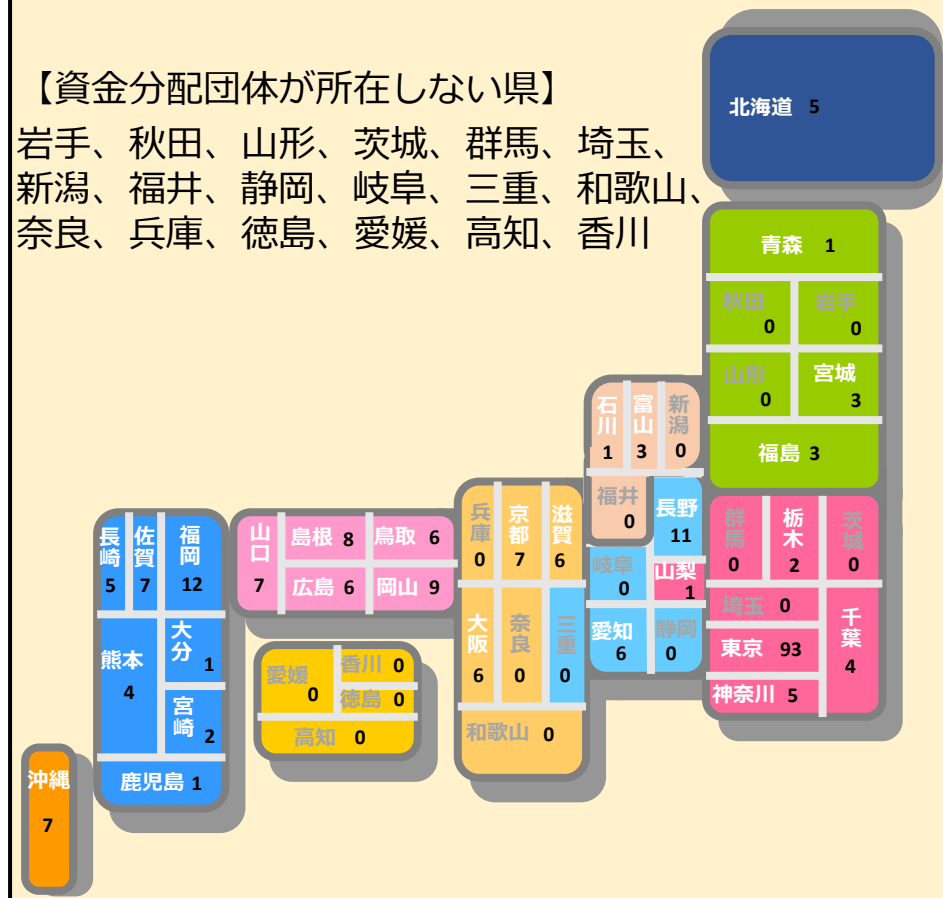 【資金分配団体が所在しない県】
岩手、秋田、山形、茨城、群馬、埼玉、
新潟、福井、静岡、岐阜、三重、和歌山、
奈良、兵庫、徳島、愛媛、高知、香川
北海道 5
青森 1
秋田 0
岩手 0
山形 0
宮城 3
福島 3
石川 1
富山 3
新潟 0
福井 0
長野 11
岐阜 0
山梨 1
愛知 6
静岡 0
群馬 0
栃木 2
茨城 0
埼玉 0
東京 93
千葉 4
神奈川 5
兵庫 0
京都 7
滋賀 6
大阪 6
奈良 0
三重 0
和歌山 0
山口 7
島根 8
鳥取 6
広島 6
岡山 9
愛媛 0
香川 0
徳島 0
高知 0
長崎 5
佐賀 7
福岡 12
熊本 4
大分 1
宮崎 2
鹿児島 1
沖縄 7